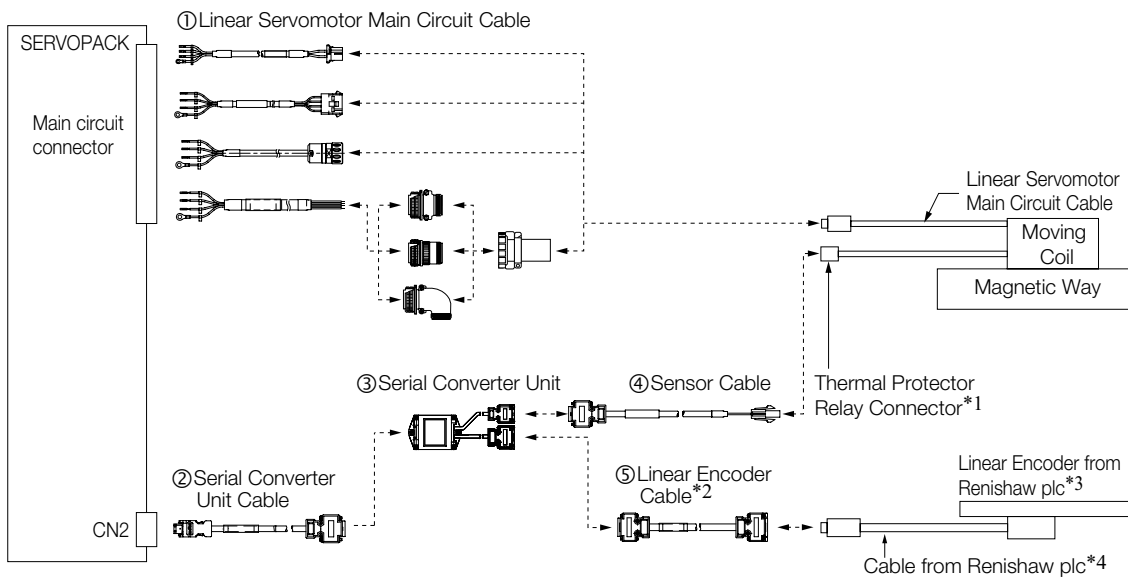 ①Linear Servomotor Main Circuit Cable
SERVOPACK
Main circuit
connector
Linear Servomotor
Main Circuit Cable
Moving
Coil
Magnetic Way
③Serial Converter Unit
④Sensor Cable
Thermal Protector
Relay Connector*1
②Serial Converter
Unit Cable
⑤Linear Encoder
Cable*2
Linear Encoder from
Renishaw plc*3
CN2
Cable from Renishaw plc*4